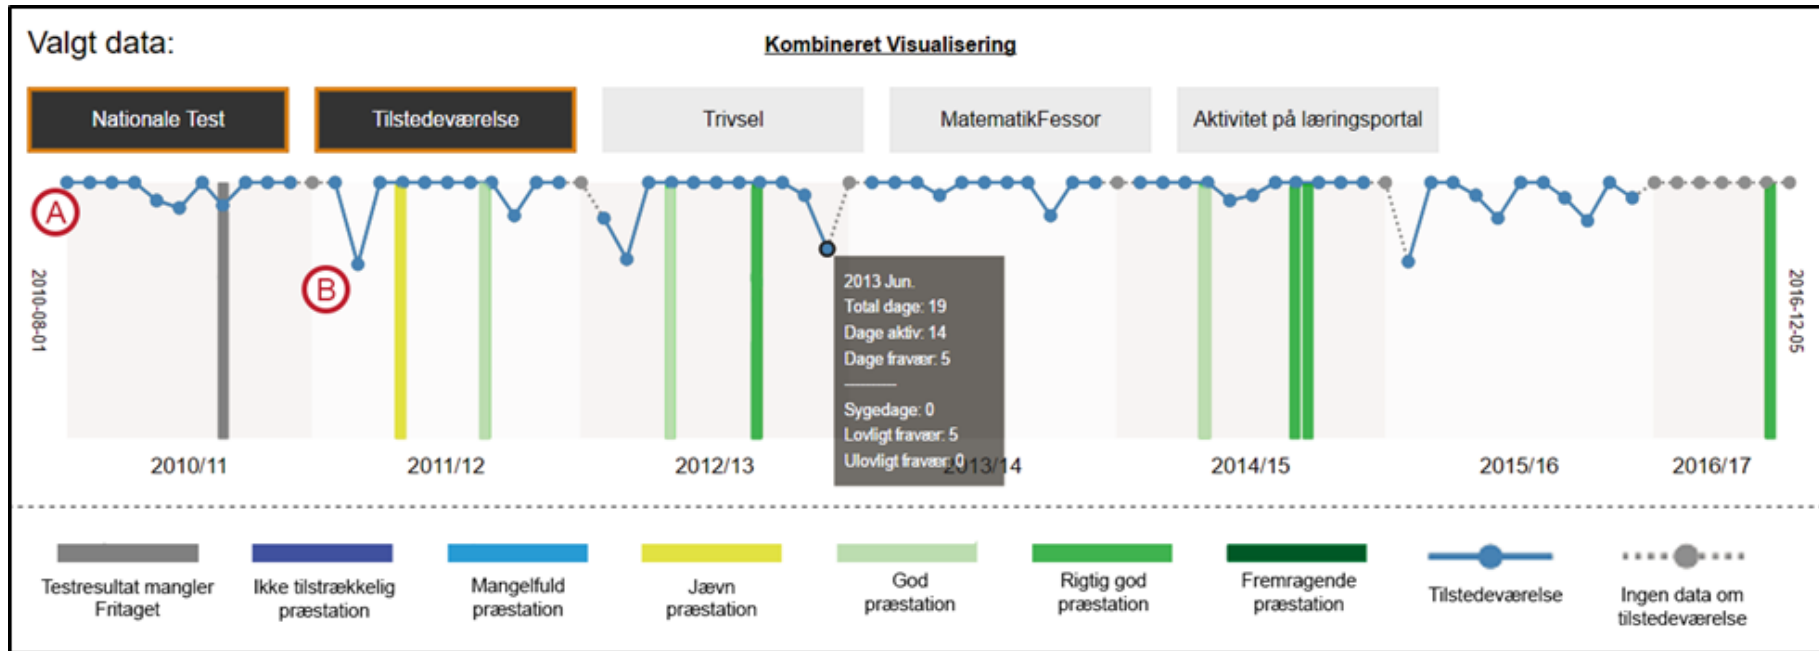 Valgt data:
Kombineret Visualisering
Nationale Test
Tilstedeværelse
Trivsel
MatematikFessor
Aktivitet på læringsportal
A
B
2010-08-01
2016-12-05
2013 Jun.
Total dage: 19
Dage aktiv: 14
Dage fravær: 5
----------
Sygedage: 0
Lovligt fravær: 5
Ulovligt fravær: 0
2010/11
2011/12
2012/13
2013/14
2014/15
2015/16
2016/17
Testresultat mangler
Fritaget
Ikke tilstrækkelig
præstation
Mangelfuld
præstation
Jævn
præstation
God
præstation
Rigtig god
præstation
Fremragende
præstation
Tilstedeværelse
Ingen data om
tilstedeværelse